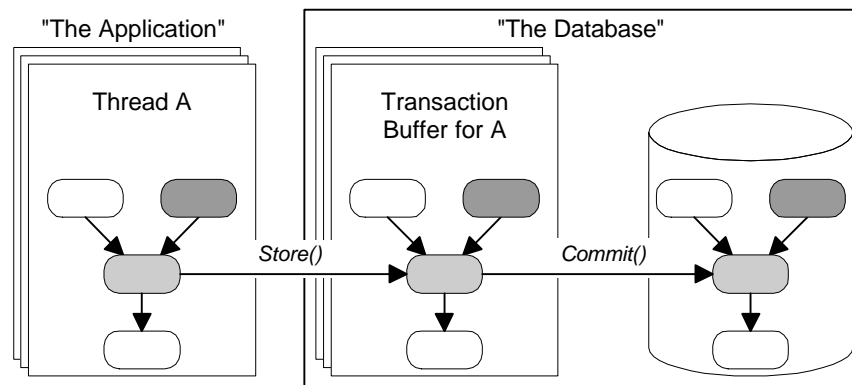 "The Application"
"The Database"
Thread A
Transaction
Buffer for A
Store()
Commit()